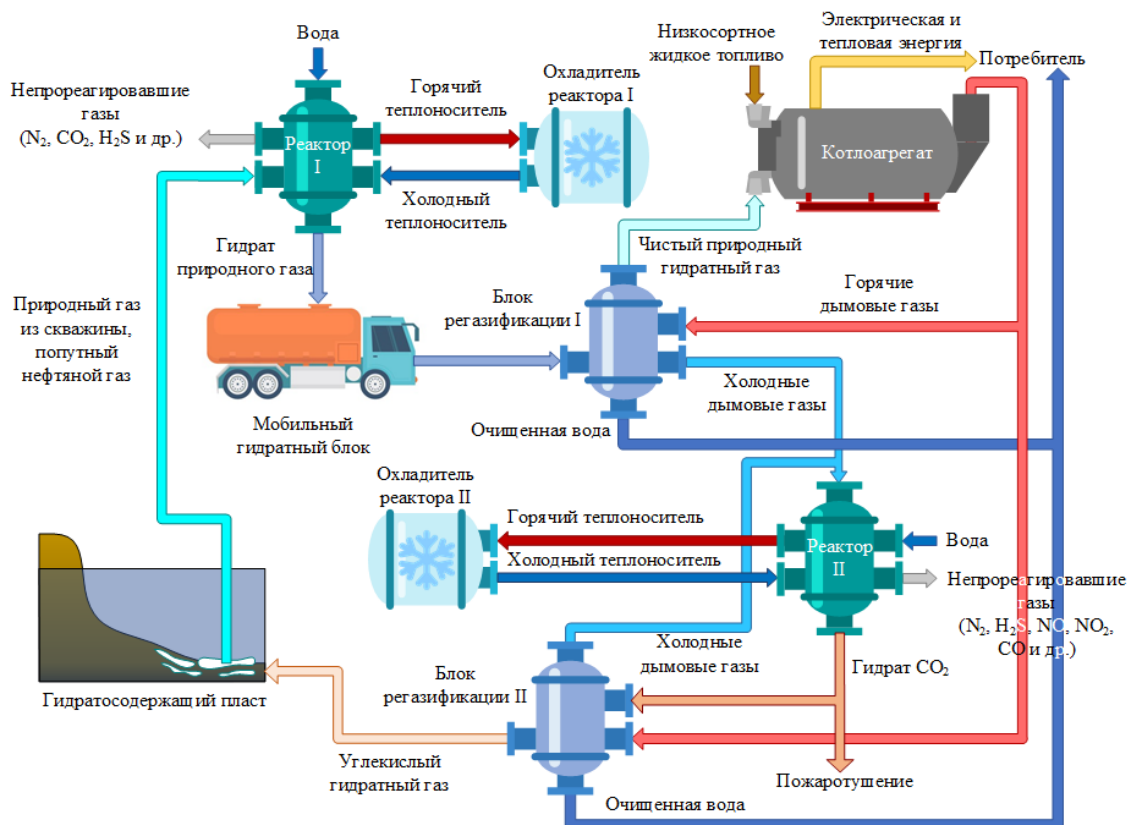 Вода
Непрореагировавшие
газы
(N₂, CO₂, H₂S и др.)
Реактор
I
Горячий
теплоноситель
Холодный
теплоноситель
Охладитель
реактора I
Низкосортное
жидкое топливо
Электрическая и
тепловая энергия
Потребитель
Котлоагрегат
Чистый природный
гидратный газ
Гидрат
природного газа
Природный газ
из скважины,
попутный
нефтяной газ
Блок
регазификации I
Горячие
дымовые газы
Холодные
дымовые газы
Мобильный
гидратный блок
Очищенная вода
Охладитель
реактора II
Горячий теплоноситель
Холодный теплоноситель
Реактор
II
Вода
Непрореагировавшие
газы
(N₂, H₂S, NO, NO₂,
CO и др.)
Холодные
дымовые газы
Гидрат CO₂
Гидратосодержащий пласт
Блок
регазификации II
Углекислый
гидратный газ
Пожаротушение
Очищенная вода